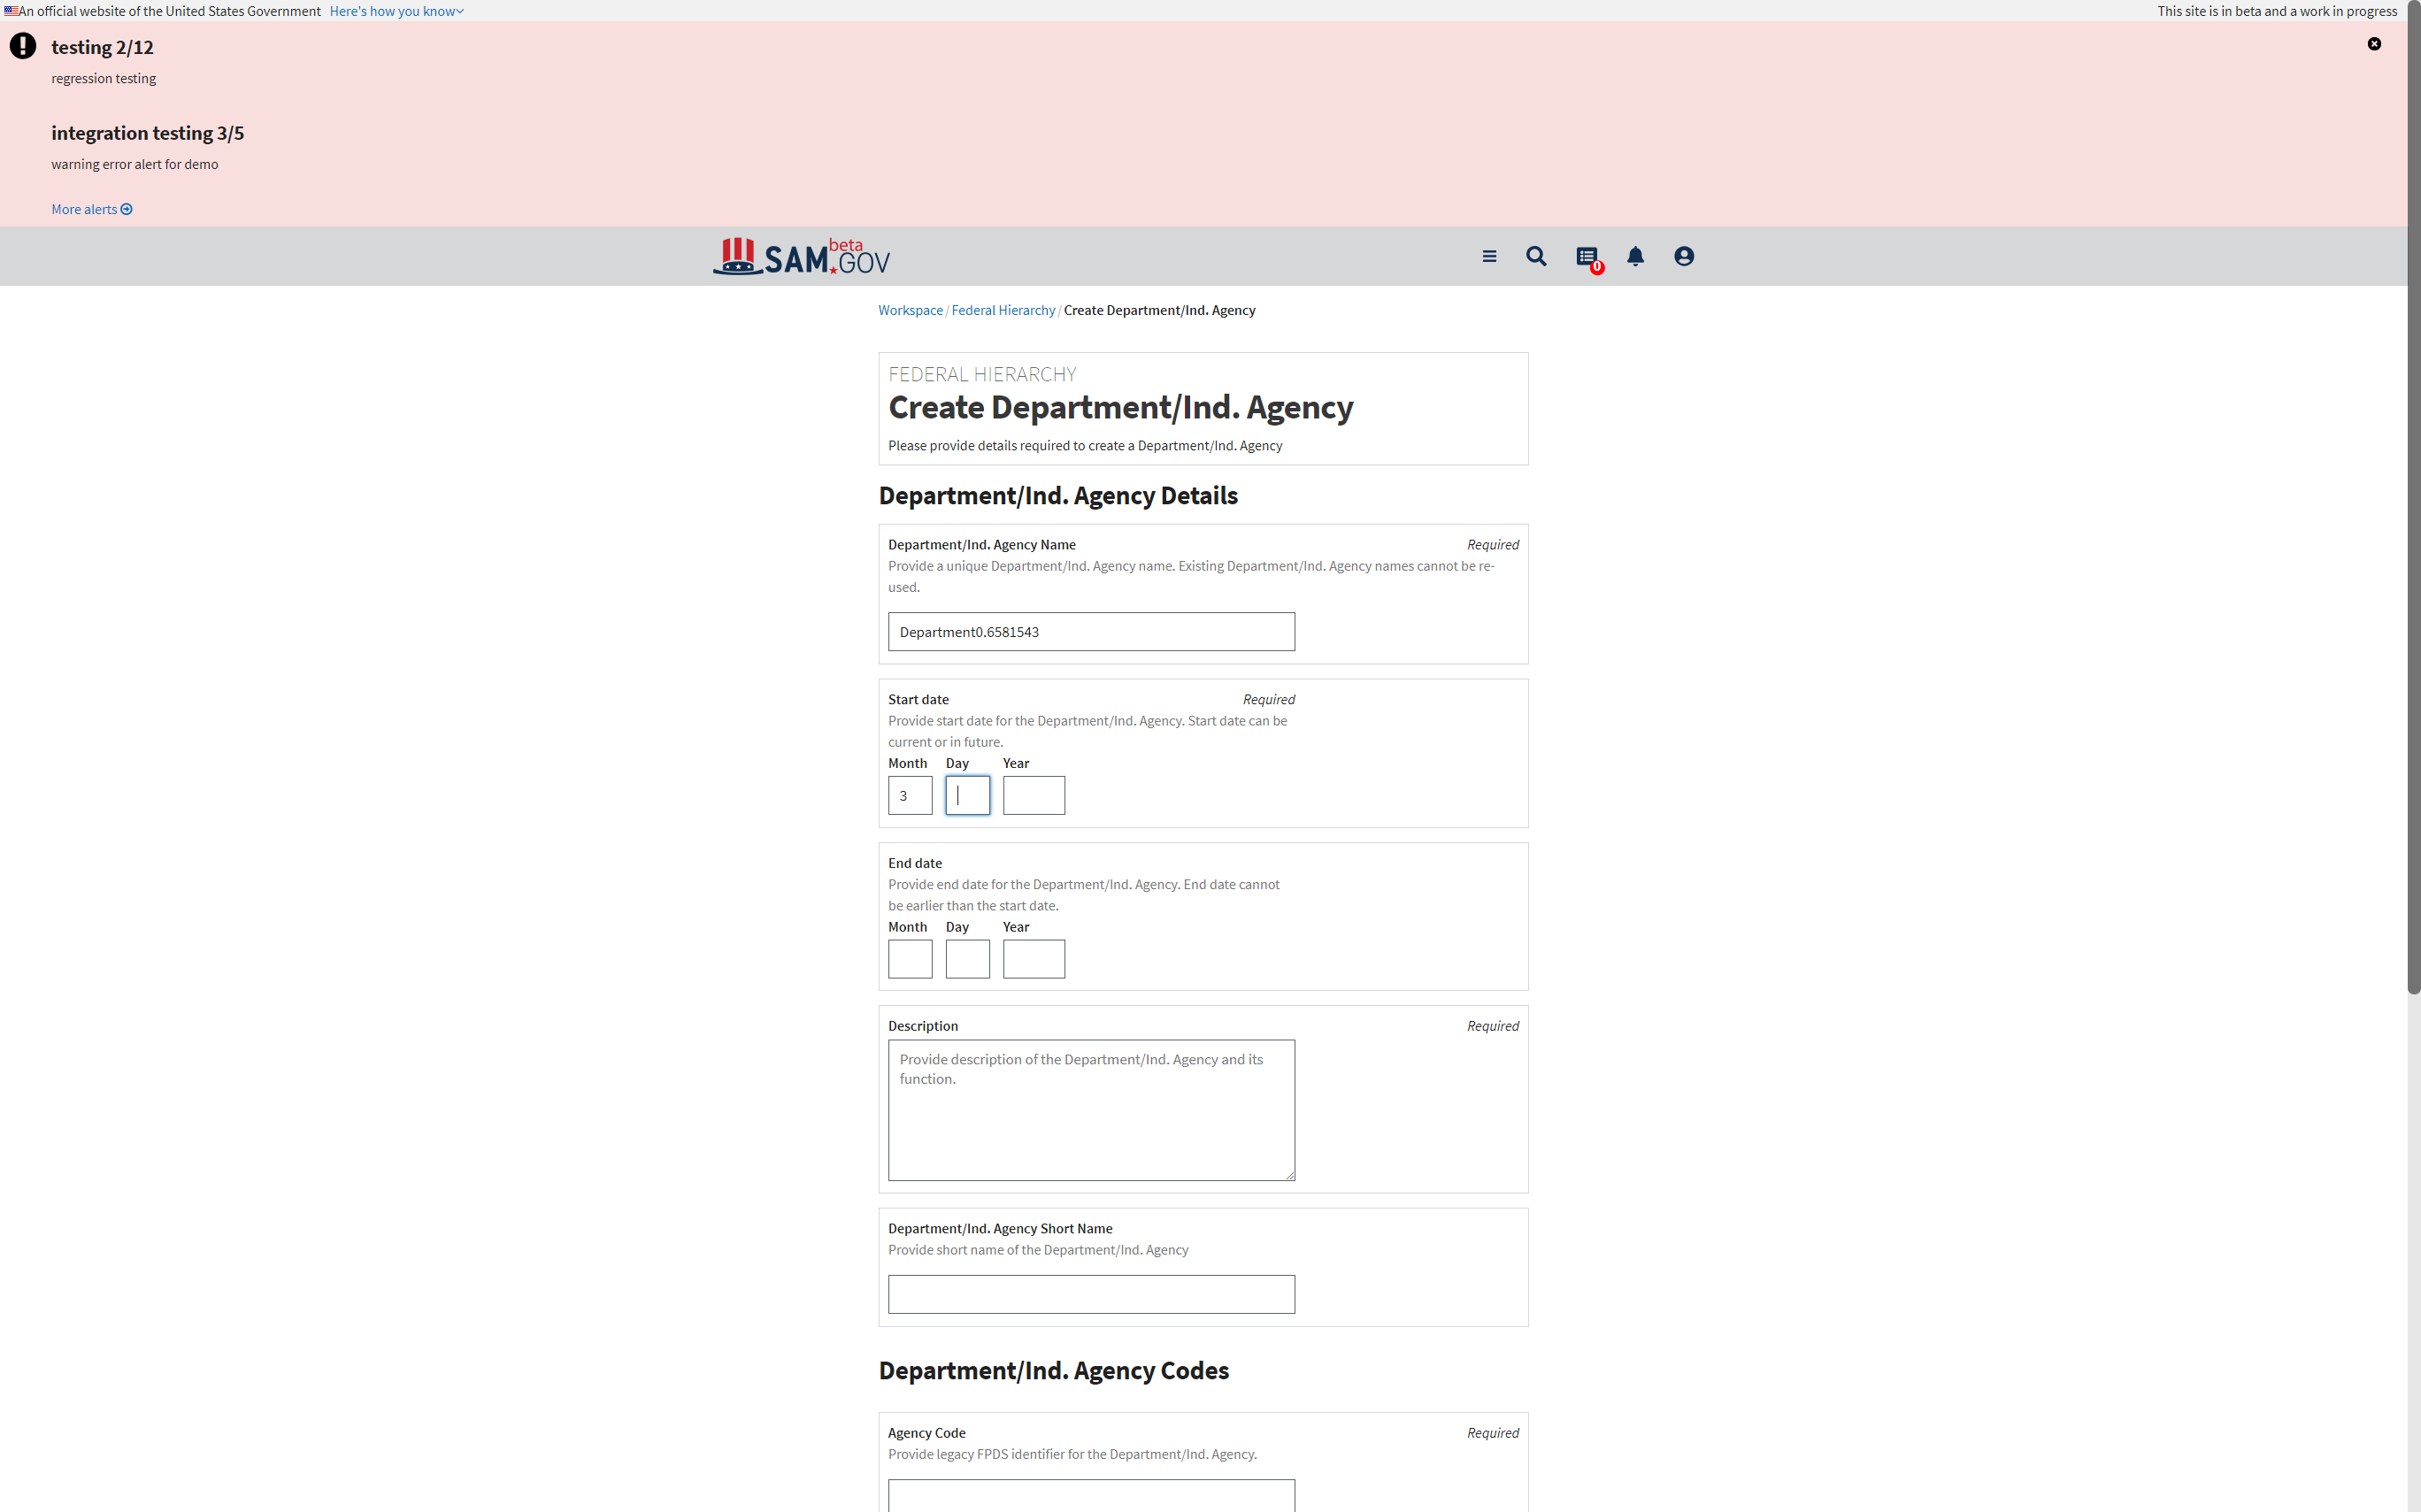 An official website of the United States Government Here's how you know
This site is in beta and a work in progress
testing 2/12
regression testing
integration testing 3/5
warning error alert for demo
More alerts
SAM.GOV beta
0
Workspace / Federal Hierarchy / Create Department/Ind. Agency
FEDERAL HIERARCHY
Create Department/Ind. Agency
Please provide details required to create a Department/Ind. Agency
Department/Ind. Agency Details
Department/Ind. Agency Name Required
Provide a unique Department/Ind. Agency name. Existing Department/Ind. Agency names cannot be re-
used.
Department0.6581543
Start date Required
Provide start date for the Department/Ind. Agency. Start date can be
current or in future.
Month Day Year
3
End date
Provide end date for the Department/Ind. Agency. End date cannot
be earlier than the start date.
Month Day Year
Description Required
Provide description of the Department/Ind. Agency and its
function.
Department/Ind. Agency Short Name
Provide short name of the Department/Ind. Agency
Department/Ind. Agency Codes
Agency Code Required
Provide legacy FPDS identifier for the Department/Ind. Agency.